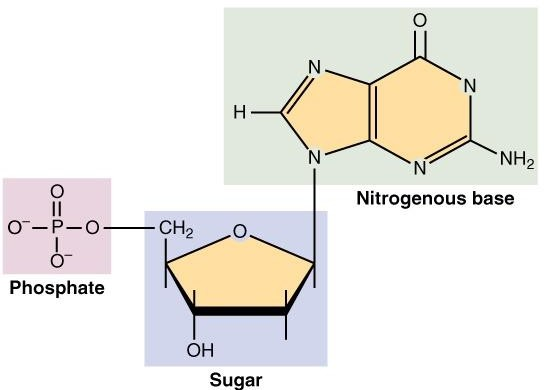 O
N
N
H
N
N
NH₂
Nitrogenous base
O
O⁻ P O CH₂
O⁻
O
Phosphate
OH
Sugar